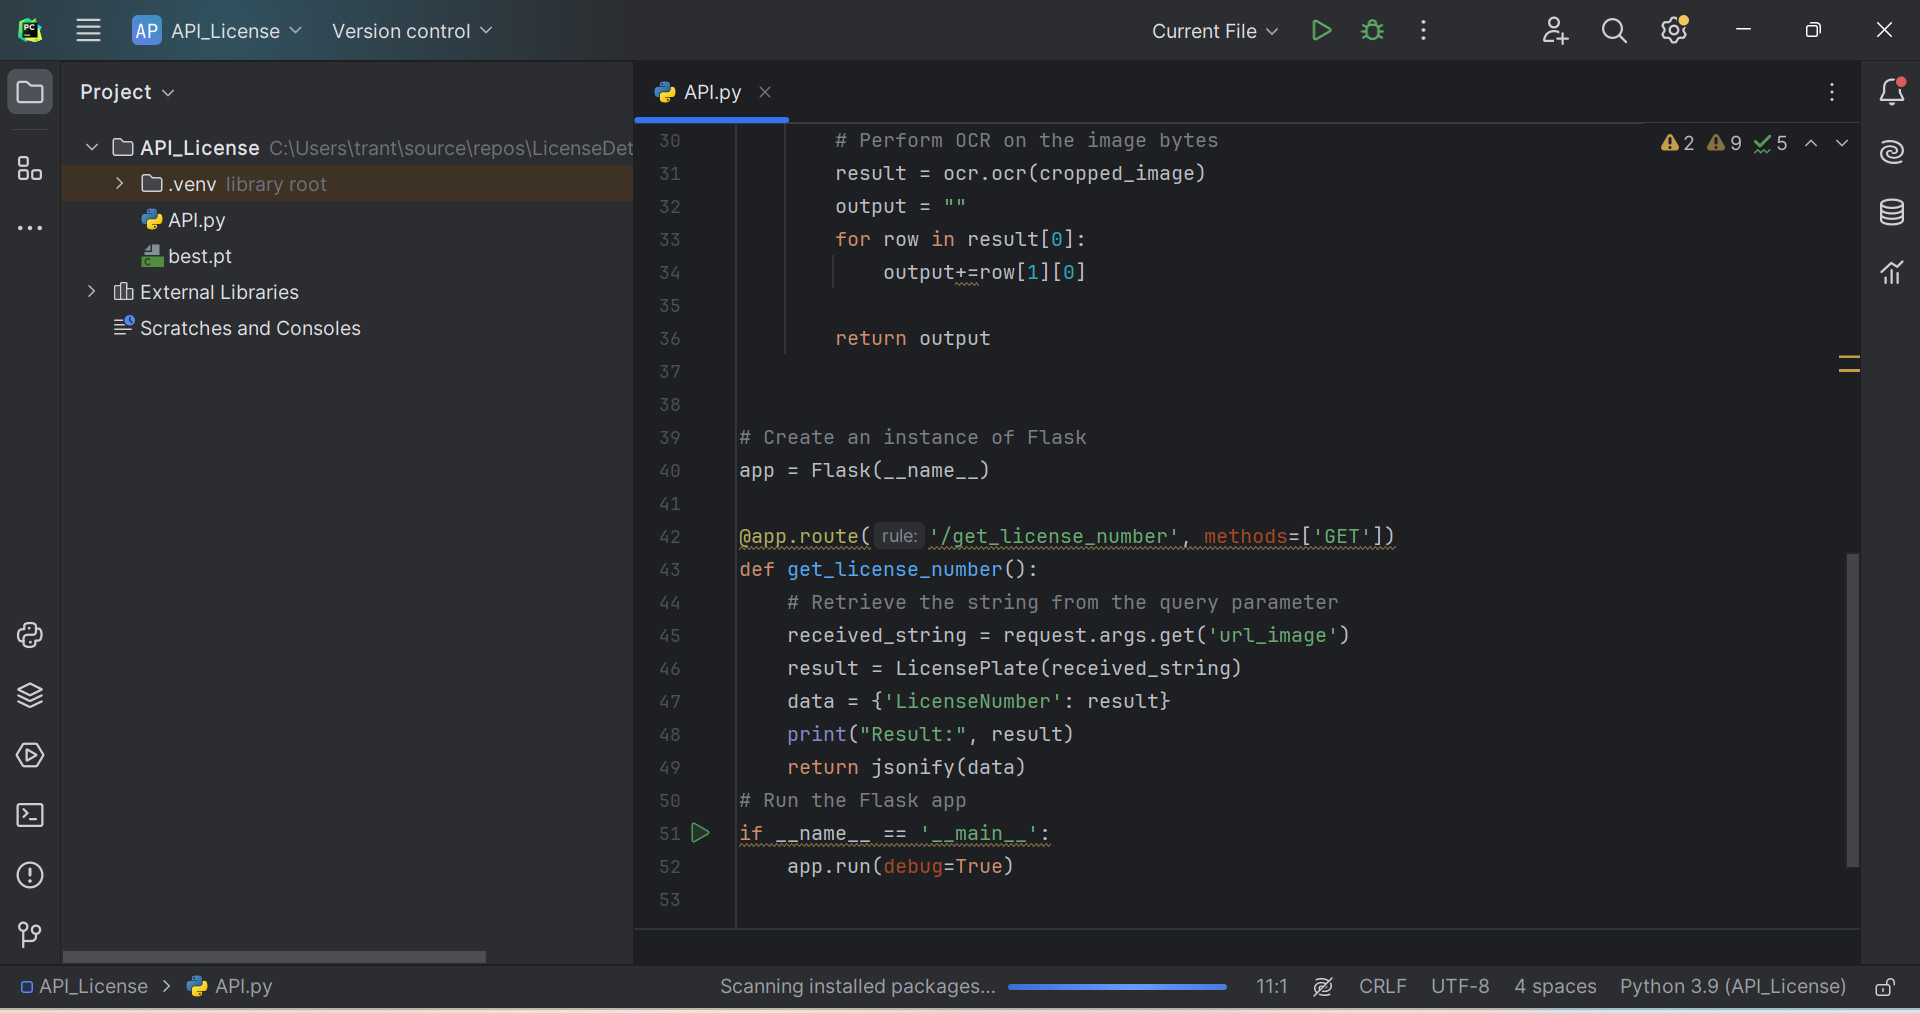 PC
AP API_License Version control Current File
Project
API.py
API_License C:\Users\trant\source\repos\LicenseDet
.venv library root
API.py
best.pt
External Libraries
Scratches and Consoles
2 9 5
30 # Perform OCR on the image bytes
31 result = ocr.ocr(cropped_image)
32 output = ""
33 for row in result[0]:
34 output+=row[1][0]
35
36 return output
37
38
39 # Create an instance of Flask
40 app = Flask(__name__)
41
42 @app.route( rule: '/get_license_number', methods=['GET'])
43 def get_license_number():
44 # Retrieve the string from the query parameter
45 received_string = request.args.get('url_image')
46 result = LicensePlate(received_string)
47 data = {'LicenseNumber': result}
48 print("Result:", result)
49 return jsonify(data)
50 # Run the Flask app
51 if __name__ == '__main__':
52 app.run(debug=True)
53
API_License > API.py Scanning installed packages... 11:1 CRLF UTF-8 4 spaces Python 3.9 (API_License)